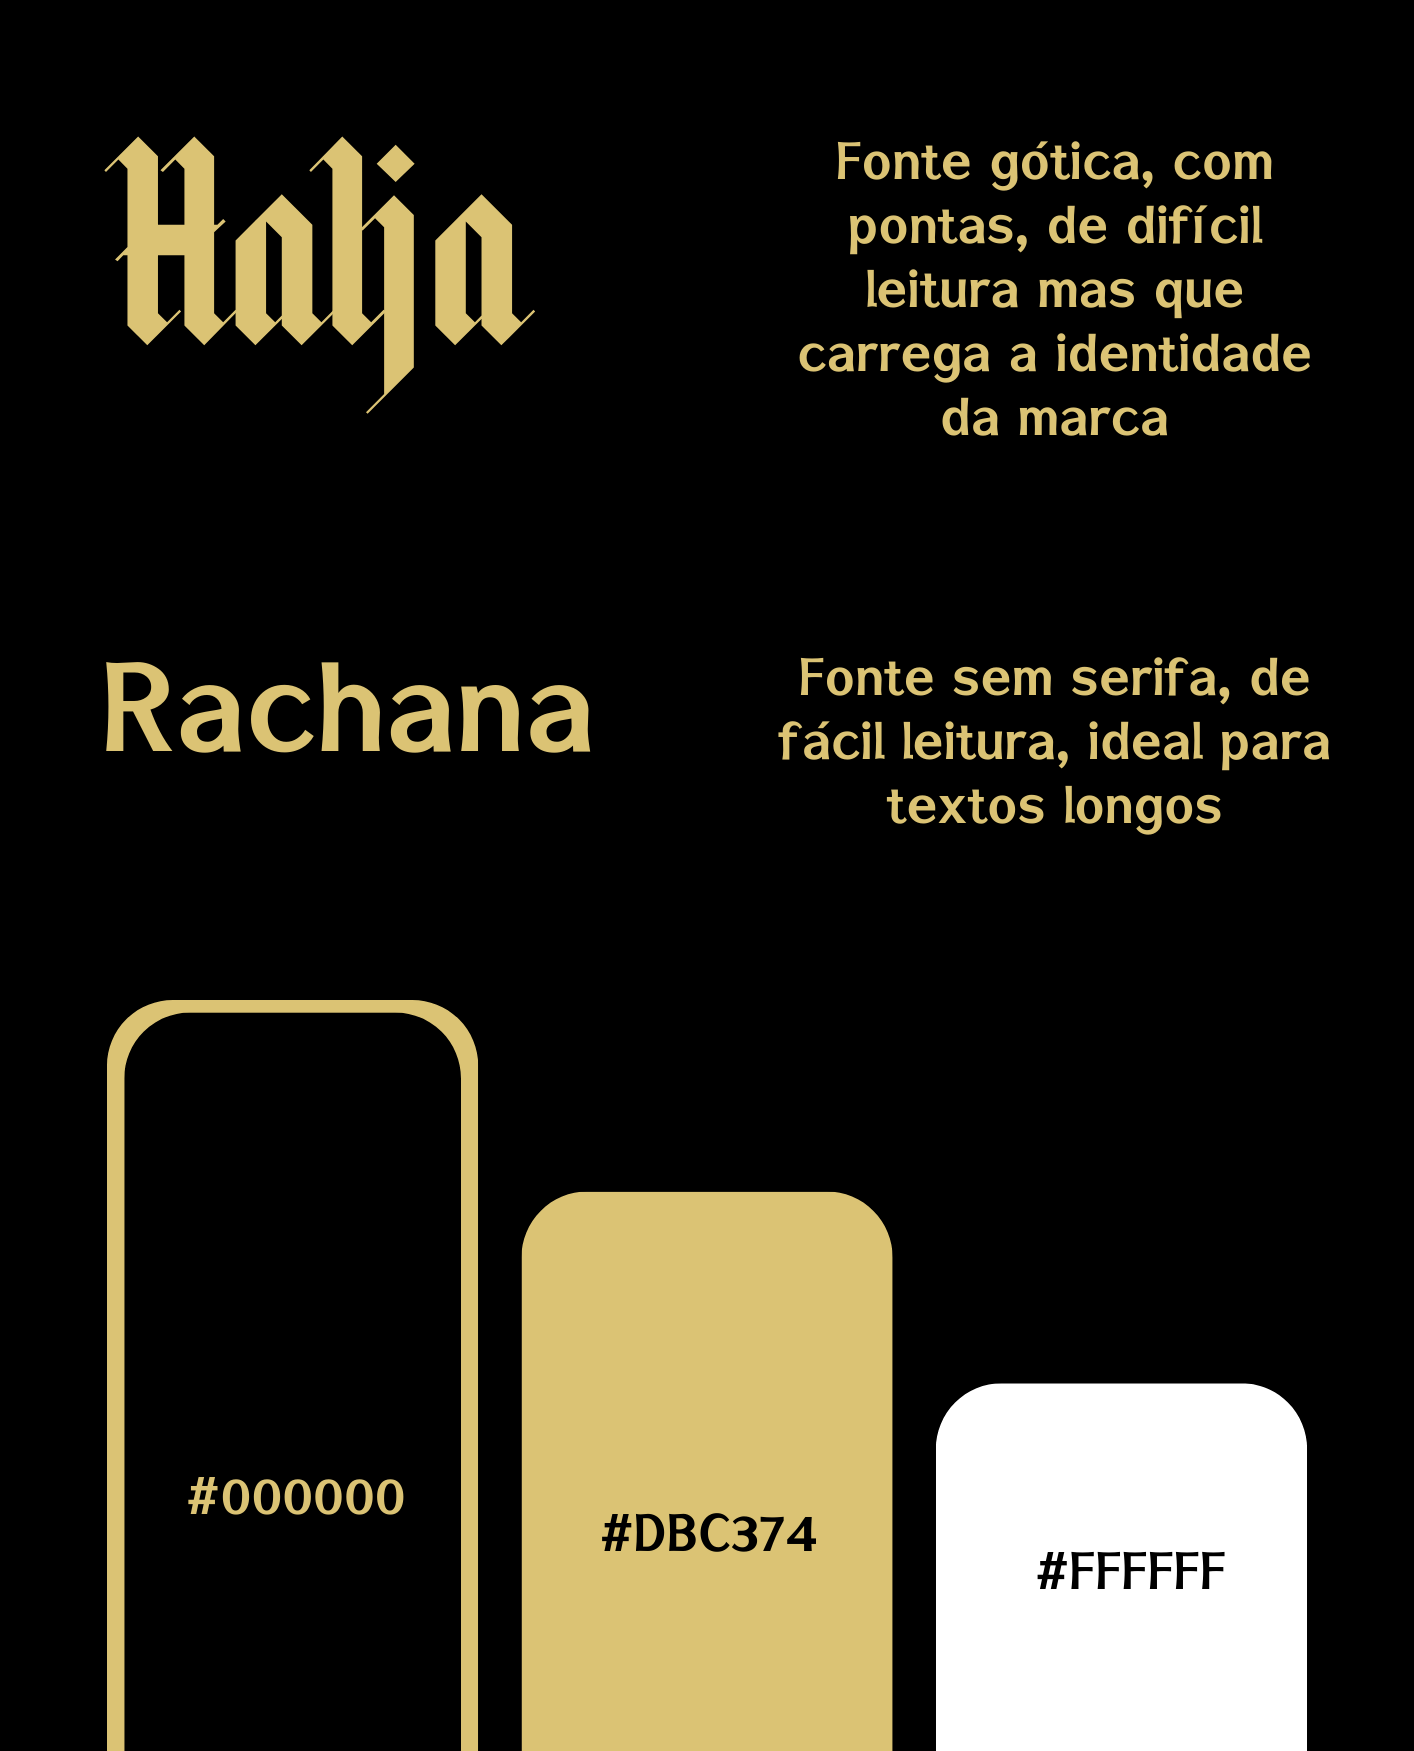 Halja
Fonte gótica, com
pontas, de difícil
leitura mas que
carrega a identidade
da marca
Rachana
Fonte sem serifa, de
fácil leitura, ideal para
textos longos
#000000
#DBC374
#FFFFFF